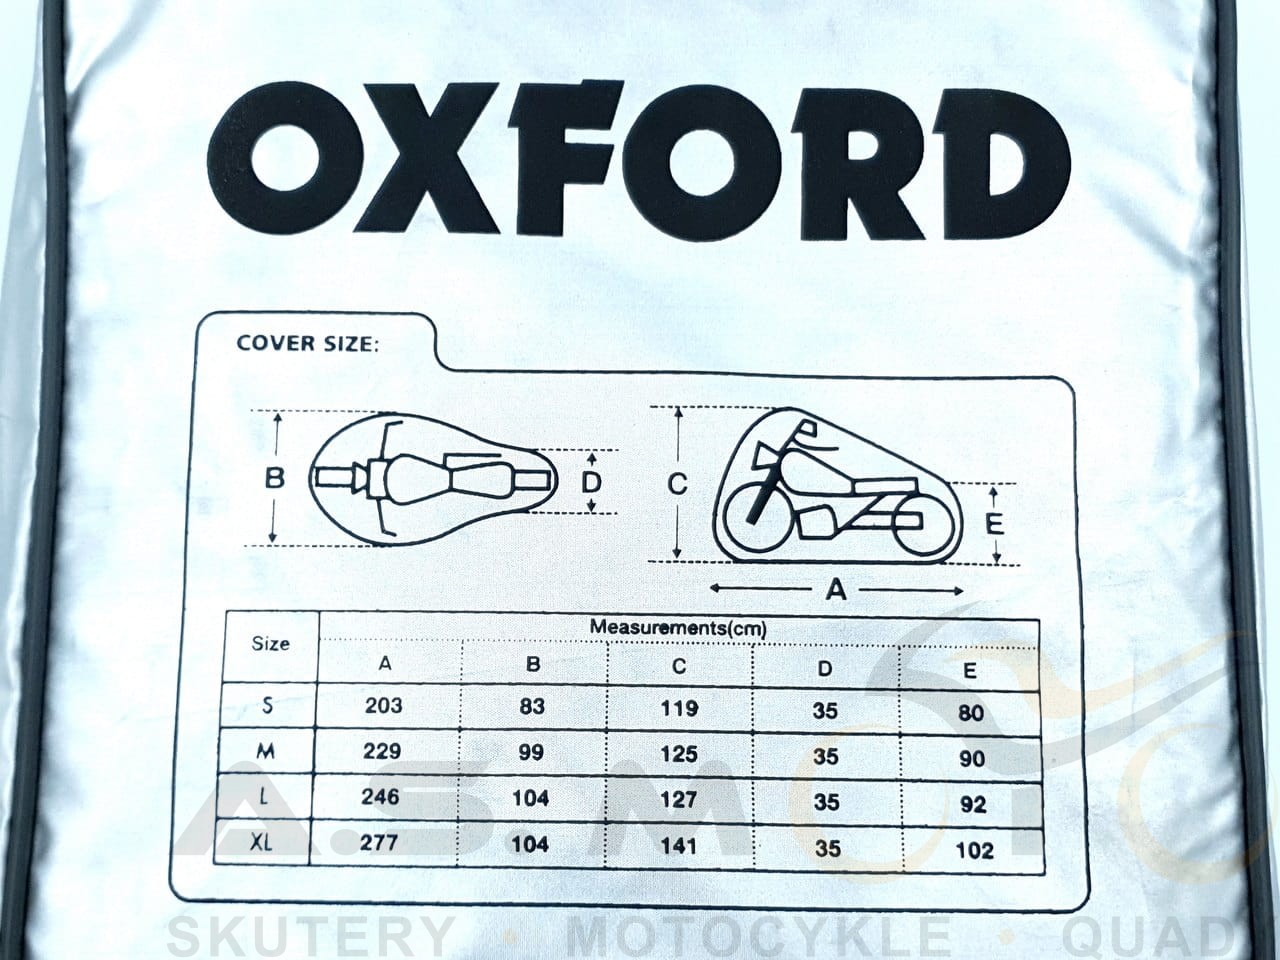 OXFORD
COVER SIZE:
B D C E
A
Size Measurements(cm)
A B C D E
S 203 83 119 35 80
M 229 99 125 35 90
L 246 104 127 35 92
XL 277 104 141 35 102
A.S MOTO
SKUTERY • MOTOCYKLE • QUAD